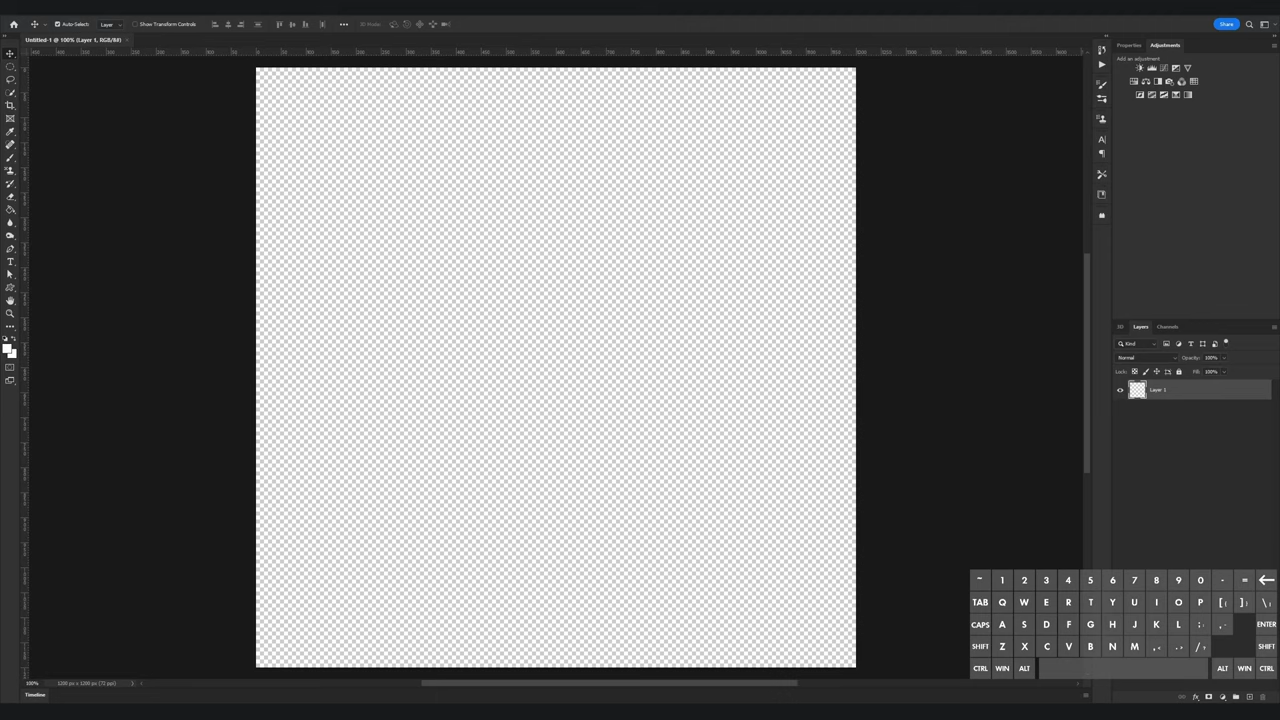 Auto-Select: Layer Show Transform Controls 3D Modes Share
Untitled-1 @ 100% (Layer 1, RGB/8#)
Properties Adjustments
Add an adjustment
3D Layers Channels
Kind
Normal Opacity: 100%
Lock: Fill: 100%
Layer 1
~ 1 2 3 4 5 6 7 8 9 0 - =
TAB Q W E R T Y U I O P [ { ] } \ |
CAPS A S D F G H J K L ; ENTER
SHIFT Z X C V B N M , < . > / ? SHIFT
CTRL WIN ALT ALT WIN CTRL
100% 1200 px x 1200 px (72 ppi)
Timeline